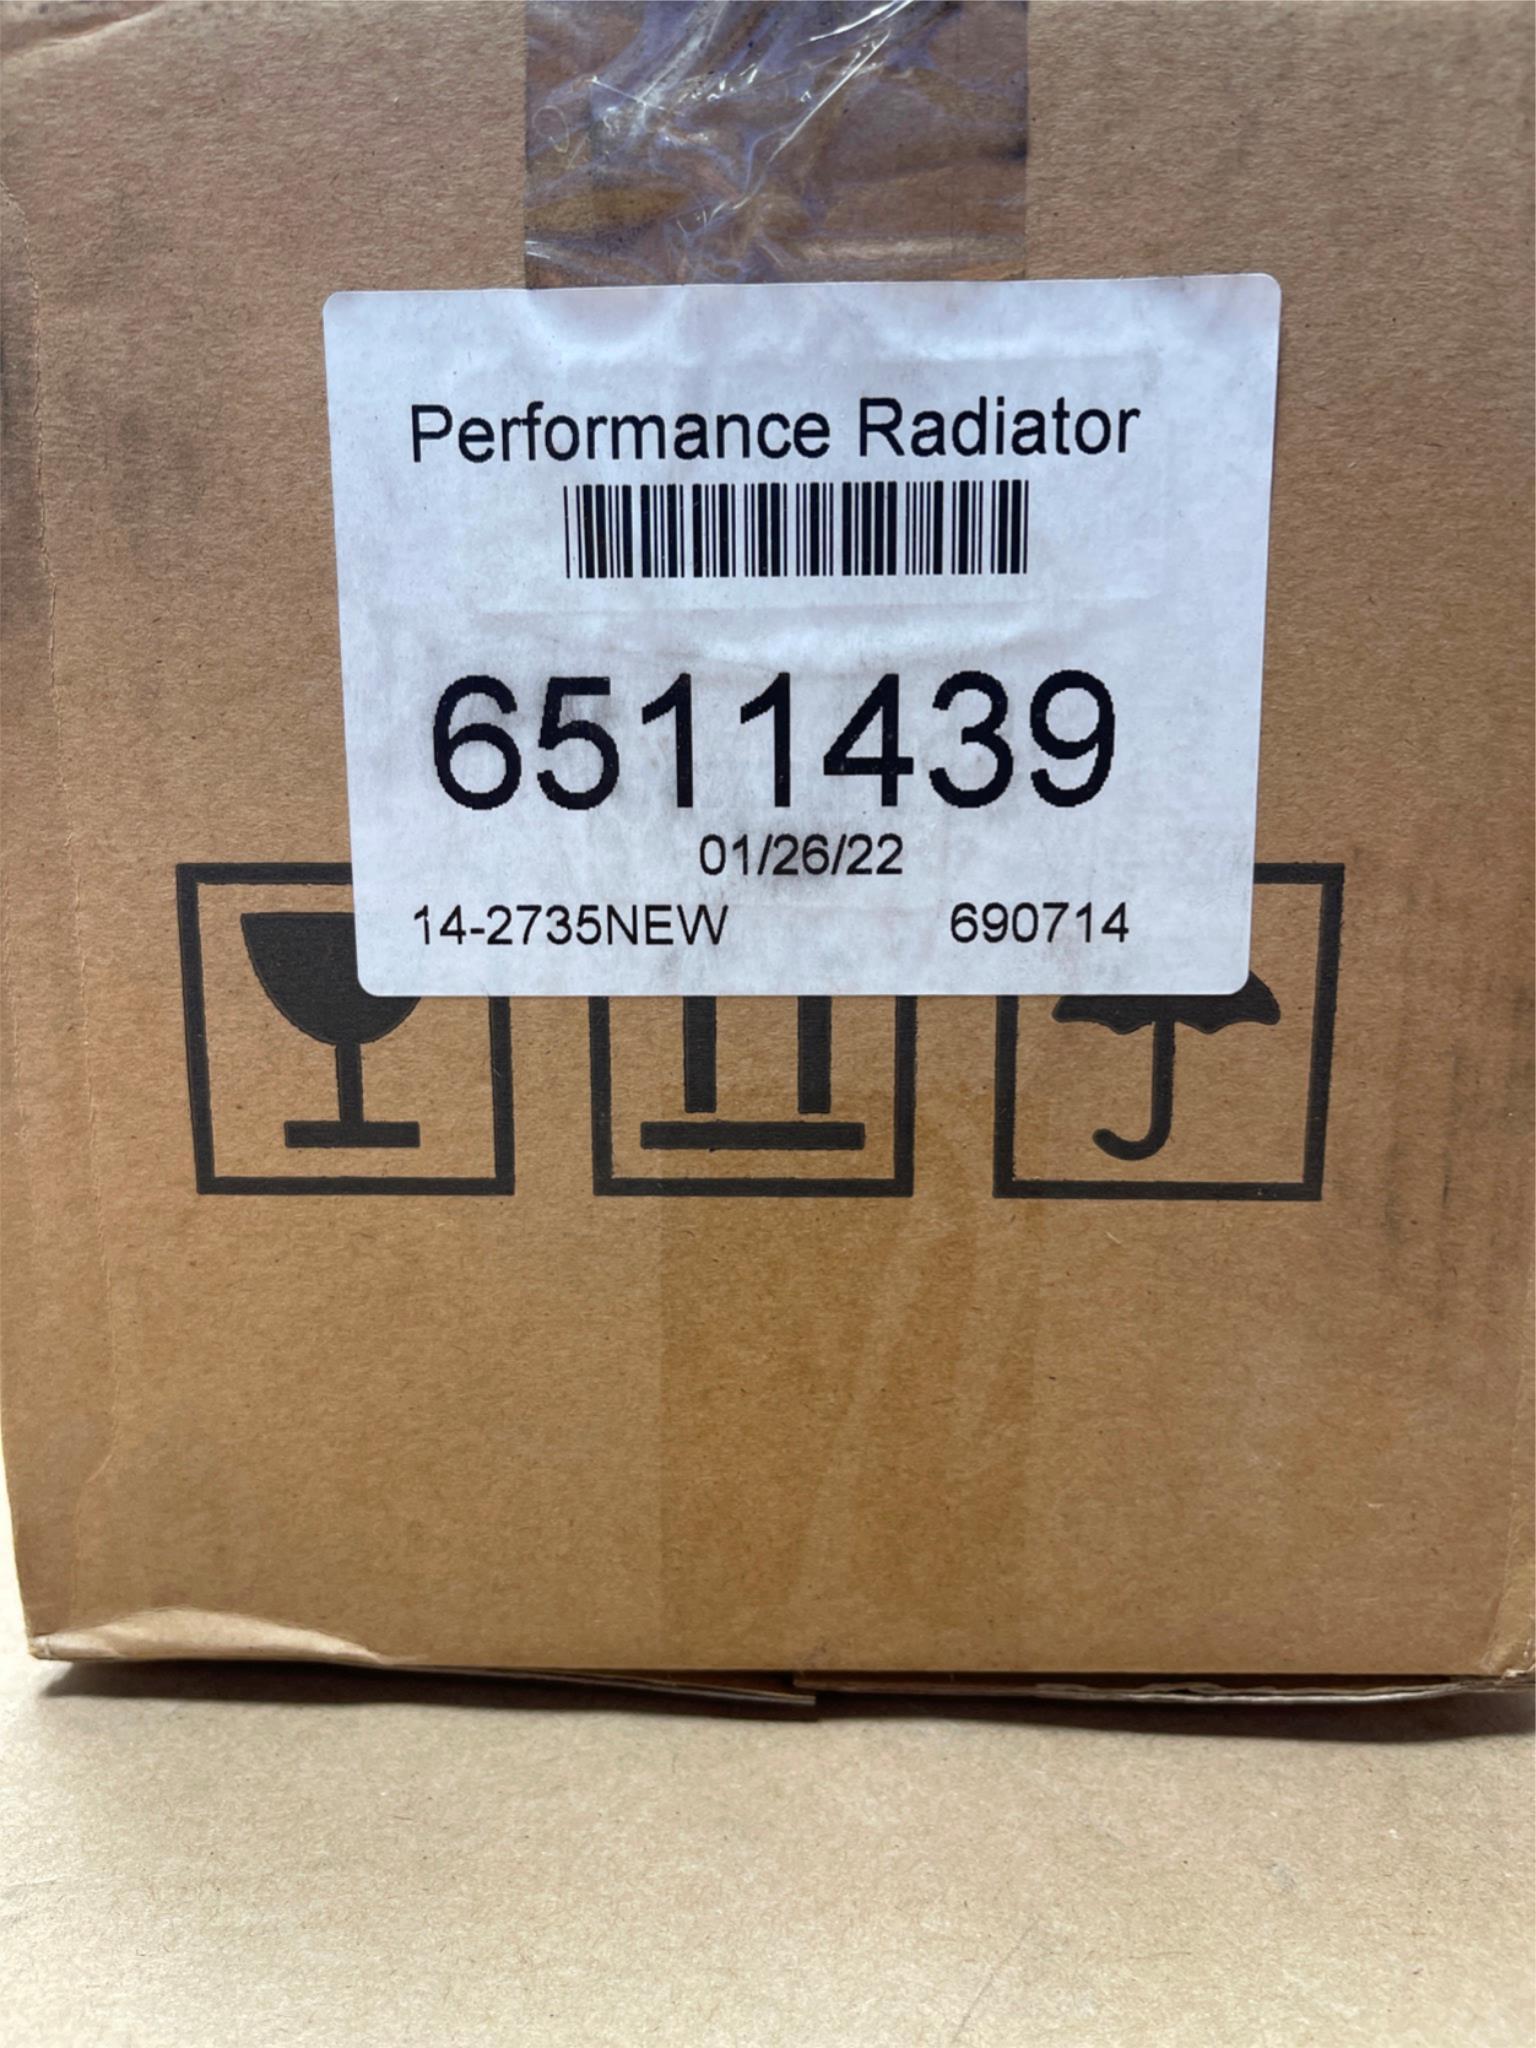 Performance Radiator
6511439
01/26/22
14-2735NEW 690714